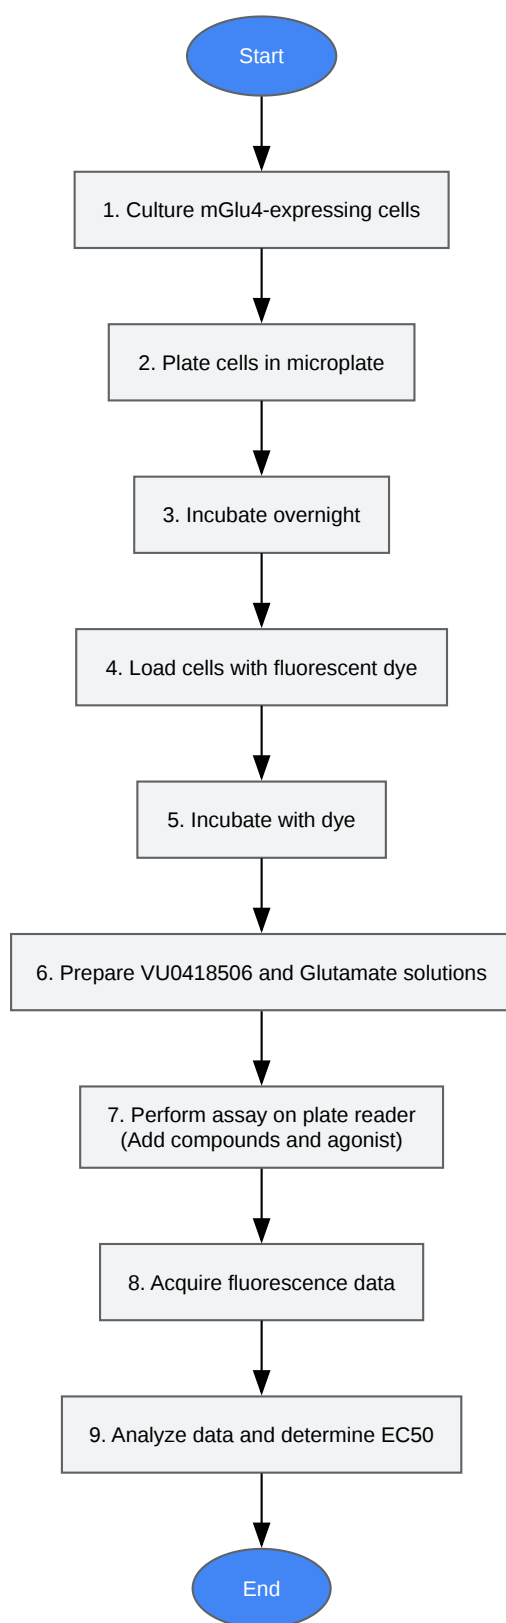 Start
1. Culture mGlu4-expressing cells
2. Plate cells in microplate
3. Incubate overnight
4. Load cells with fluorescent dye
5. Incubate with dye
6. Prepare VU0418506 and Glutamate solutions
7. Perform assay on plate reader
(Add compounds and agonist)
8. Acquire fluorescence data
9. Analyze data and determine EC50
End